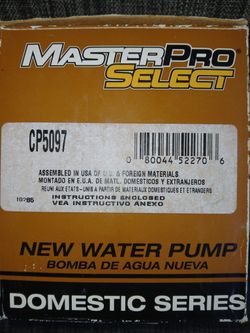 MASTERPRO
SELECT
CP5097
0 80044 52270 6
ASSEMBLED IN USA OF U.S. & FOREIGN MATERIALS
MONTADO EN E.U.A. DE MATL. DOMESTICOS Y EXTRANJEROS
REUNI AUX ETATS-UNIS A PARTIR DE MATERIAUX DOMESTIQUES ET ETRANGERS
INSTRUCTIONS ENCLOSED
VEA INSTRUCTIVO ANEXO
NEW WATER PUMP
BOMBA DE AGUA NUEVA
DOMESTIC SERIES